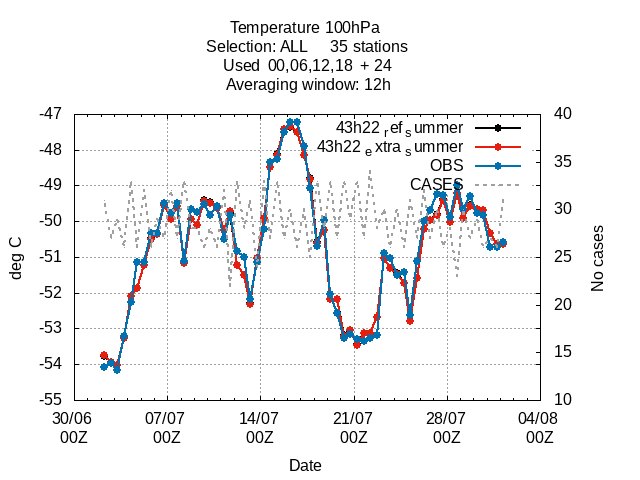 Temperature 100hPa
Selection: ALL 35 stations
Used 00,06,12,18 + 24
Averaging window: 12h
43h22 refsummer
43h22 extrasummer
OBS
CASES
-47
-48
-49
-50
-51
-52
-53
-54
-55
40
35
30
25
20
15
10
deg C
No cases
30/06 07/07 14/07 21/07 28/07 04/08
00Z 00Z 00Z 00Z 00Z 00Z
Date